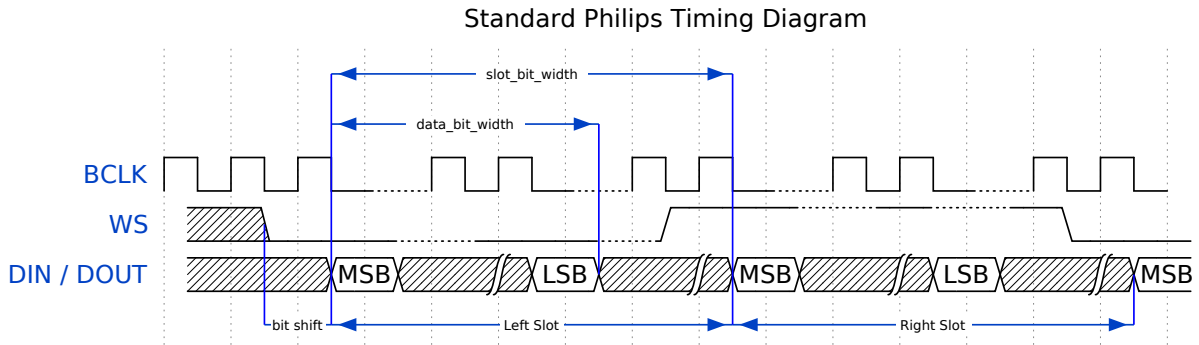 Standard Philips Timing Diagram
slot_bit_width
data_bit_width
BCLK
WS
DIN / DOUT
MSB
LSB
MSB
LSB
MSB
bit shift
Left Slot
Right Slot